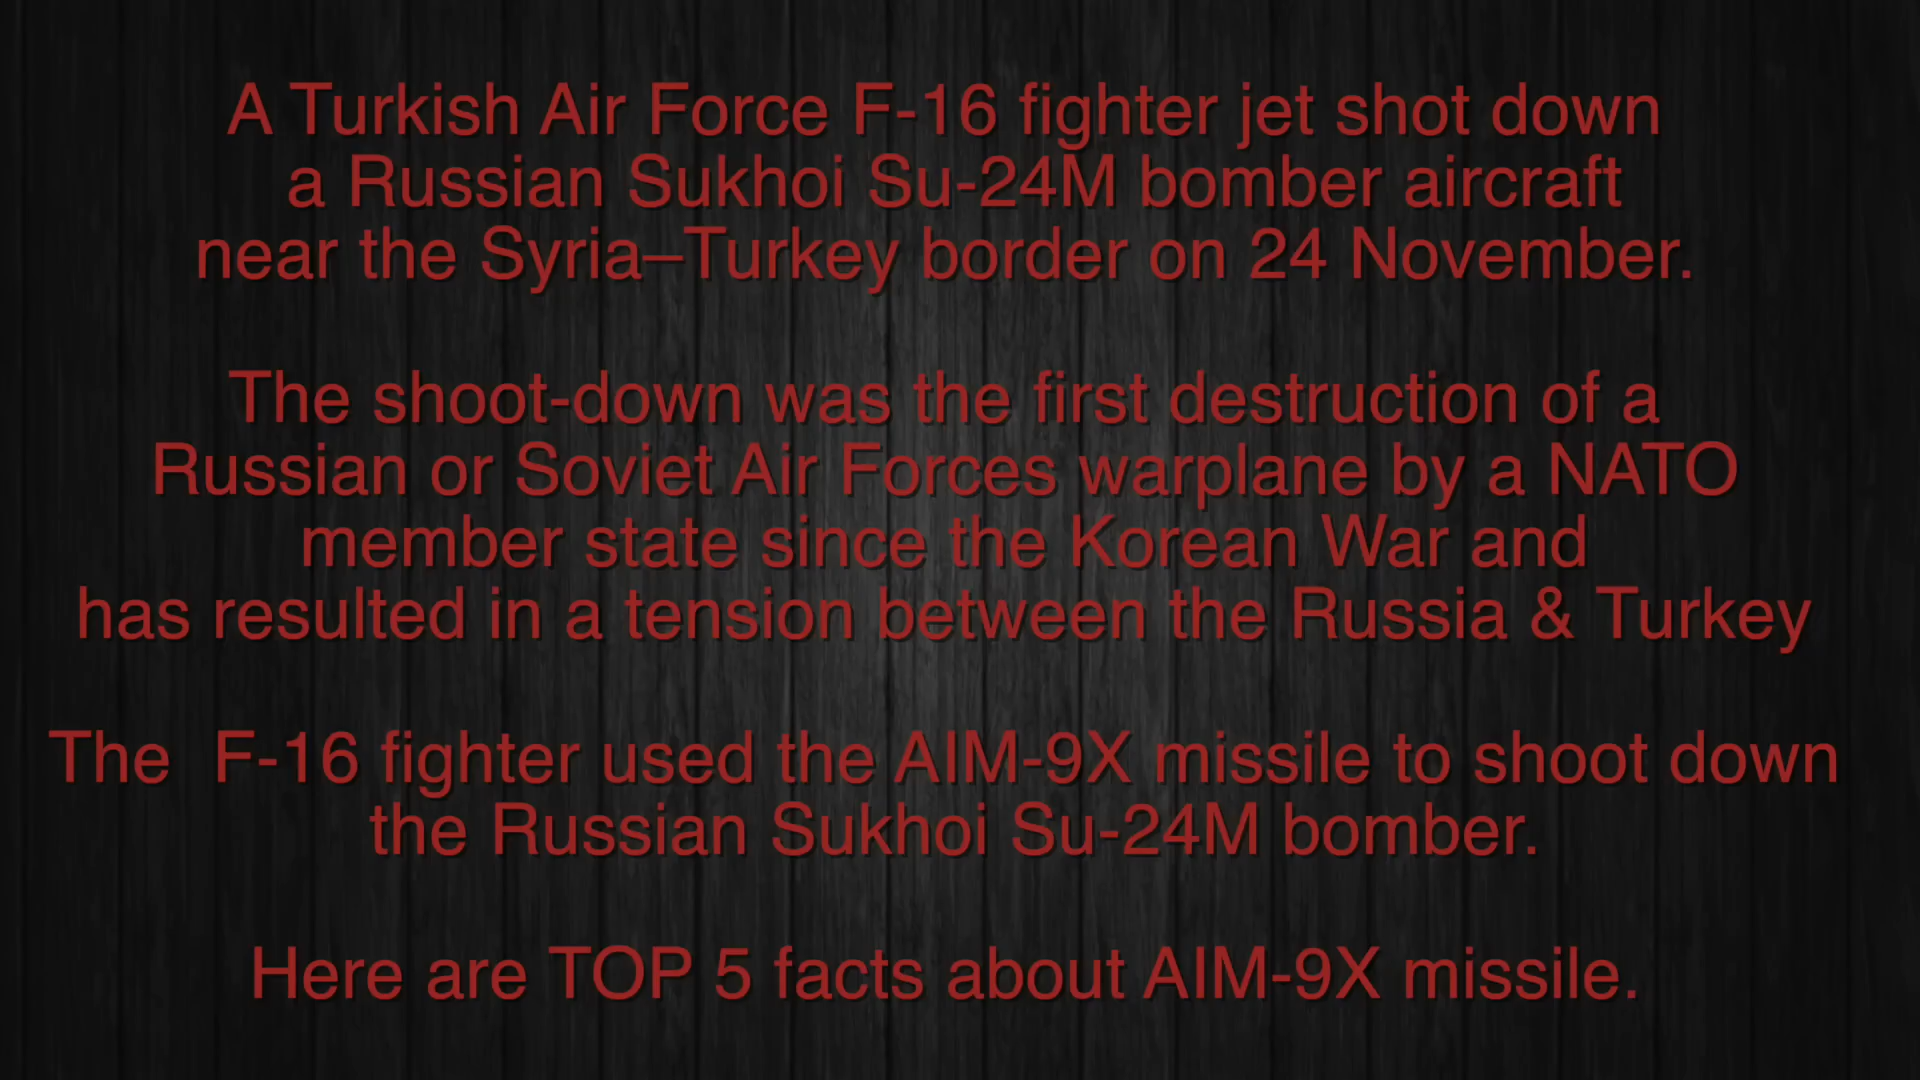 A Turkish Air Force F-16 fighter jet shot down
a Russian Sukhoi Su-24M bomber aircraft
near the Syria–Turkey border on 24 November.
The shoot-down was the first destruction of a
Russian or Soviet Air Forces warplane by a NATO
member state since the Korean War and
has resulted in a tension between the Russia & Turkey
The F-16 fighter used the AIM-9X missile to shoot down
the Russian Sukhoi Su-24M bomber.
Here are TOP 5 facts about AIM-9X missile.